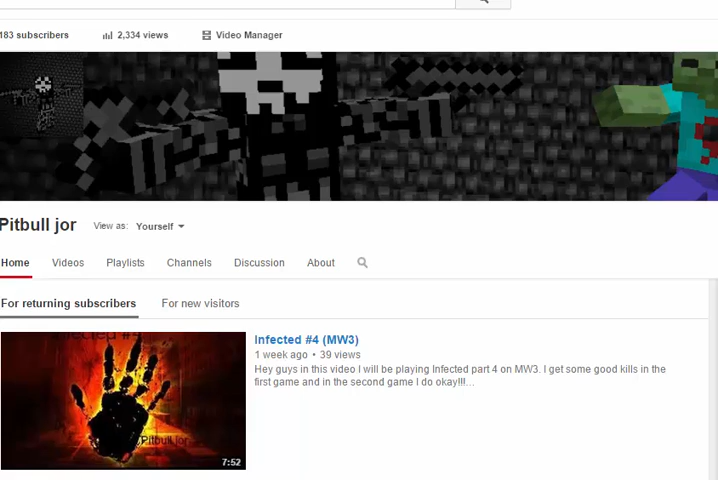 183 subscribers 2,334 views Video Manager
Pitbull jor View as: Yourself
Home Videos Playlists Channels Discussion About
For returning subscribers For new visitors
Infected #4 (MW3)
1 week ago • 39 views
Hey guys in this video I will be playing Infected part 4 on MW3. I get some good kills in the
first game and in the second game I do okay!!!...
Infected #4
Pitbull jor
7:52